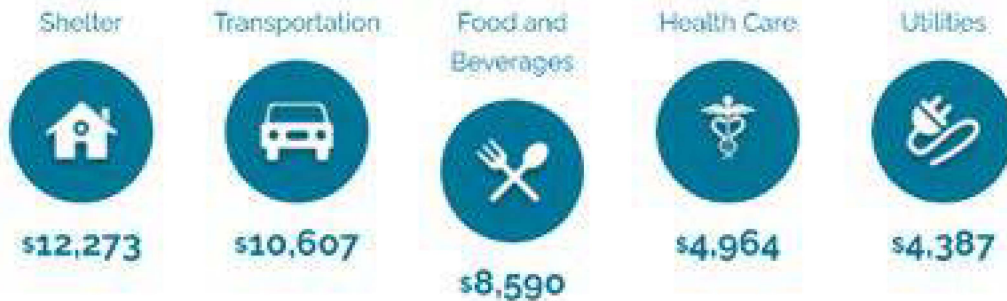 Shelter
$12,273
Transportation
$10,607
Food and
Beverages
$8,590
Health Care
$4,964
Utilities
$4,387